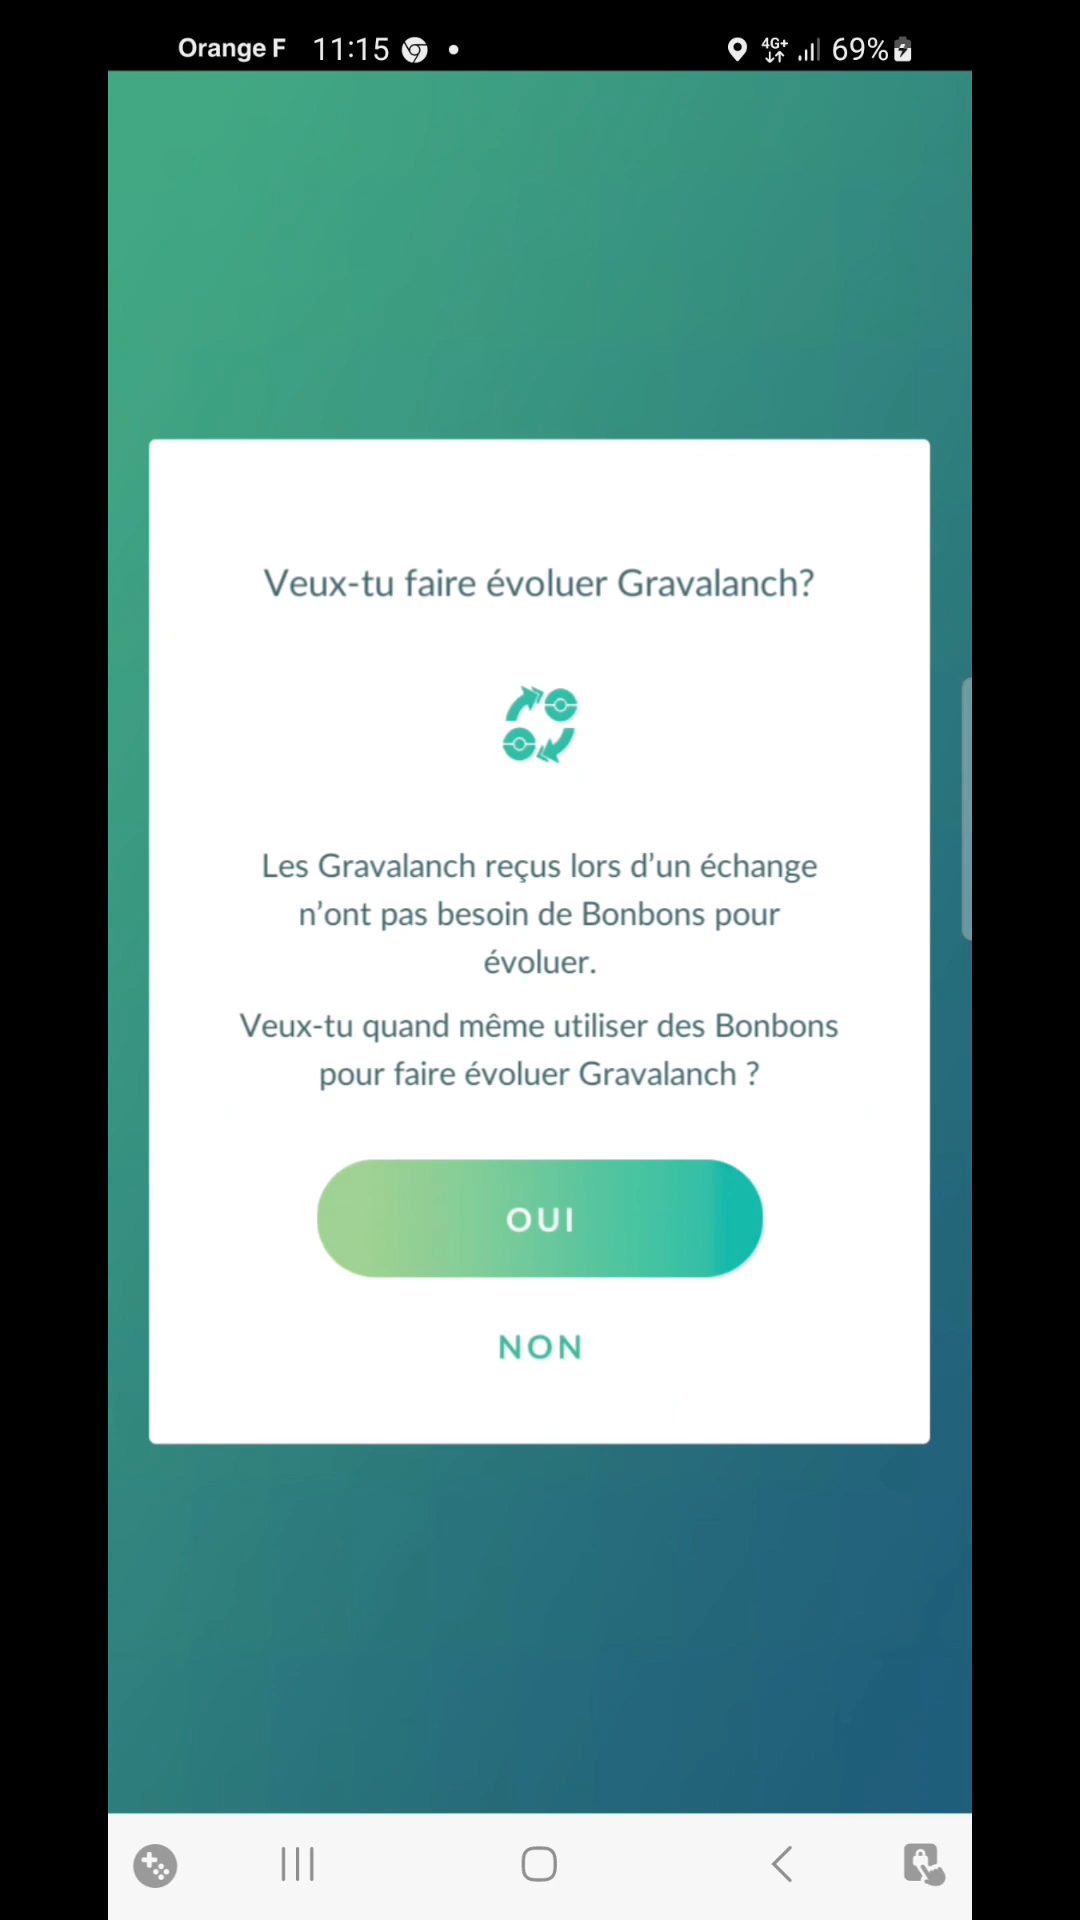 Orange F 11:15 4G+ 69%
Veux-tu faire évoluer Gravalanch?
Les Gravalanch reçus lors d'un échange
n'ont pas besoin de Bonbons pour
évoluer.
Veux-tu quand même utiliser des Bonbons
pour faire évoluer Gravalanch ?
OUI
NON